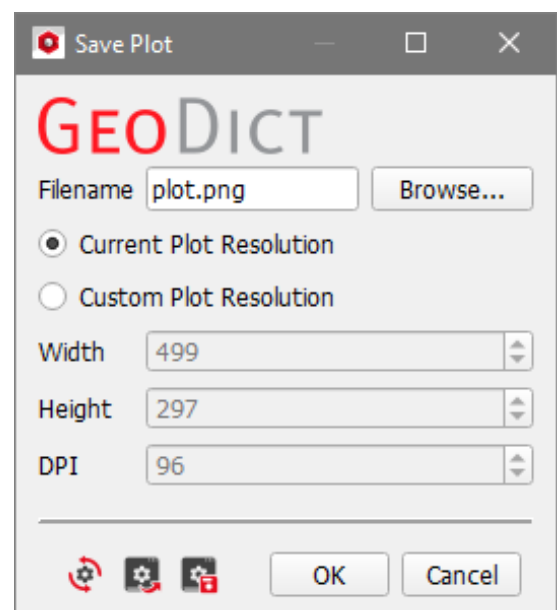 Save Plot
GEODICT
Filename plot.png Browse...
Current Plot Resolution
Custom Plot Resolution
Width 499
Height 297
DPI 96
OK Cancel